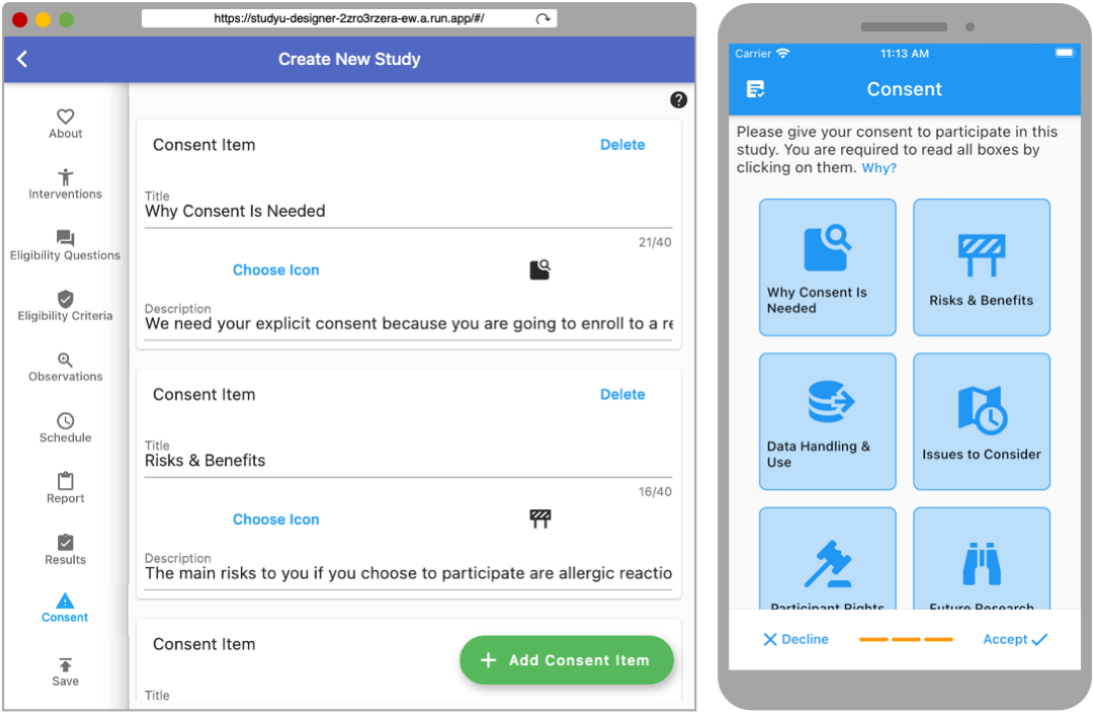 https://studyu-designer-2zro3rzera-ew.a.run.app/#/
Create New Study
About
Interventions
Eligibility Questions
Eligibility Criteria
Observations
Schedule
Report
Results
Consent
Save
?
Consent Item
Delete
Title
Why Consent Is Needed
21/40
Choose Icon
Description
We need your explicit consent because you are going to enroll to a re
Consent Item
Delete
Title
Risks & Benefits
16/40
Choose Icon
Description
The main risks to you if you choose to participate are allergic reactio
Consent Item
+ Add Consent Item
Title
Carrier
11:13 AM
Consent
Please give your consent to participate in this
study. You are required to read all boxes by
clicking on them. Why?
Why Consent Is
Needed
Risks & Benefits
Data Handling &
Use
Issues to Consider
Participant Rights
Future Research
Decline
Accept